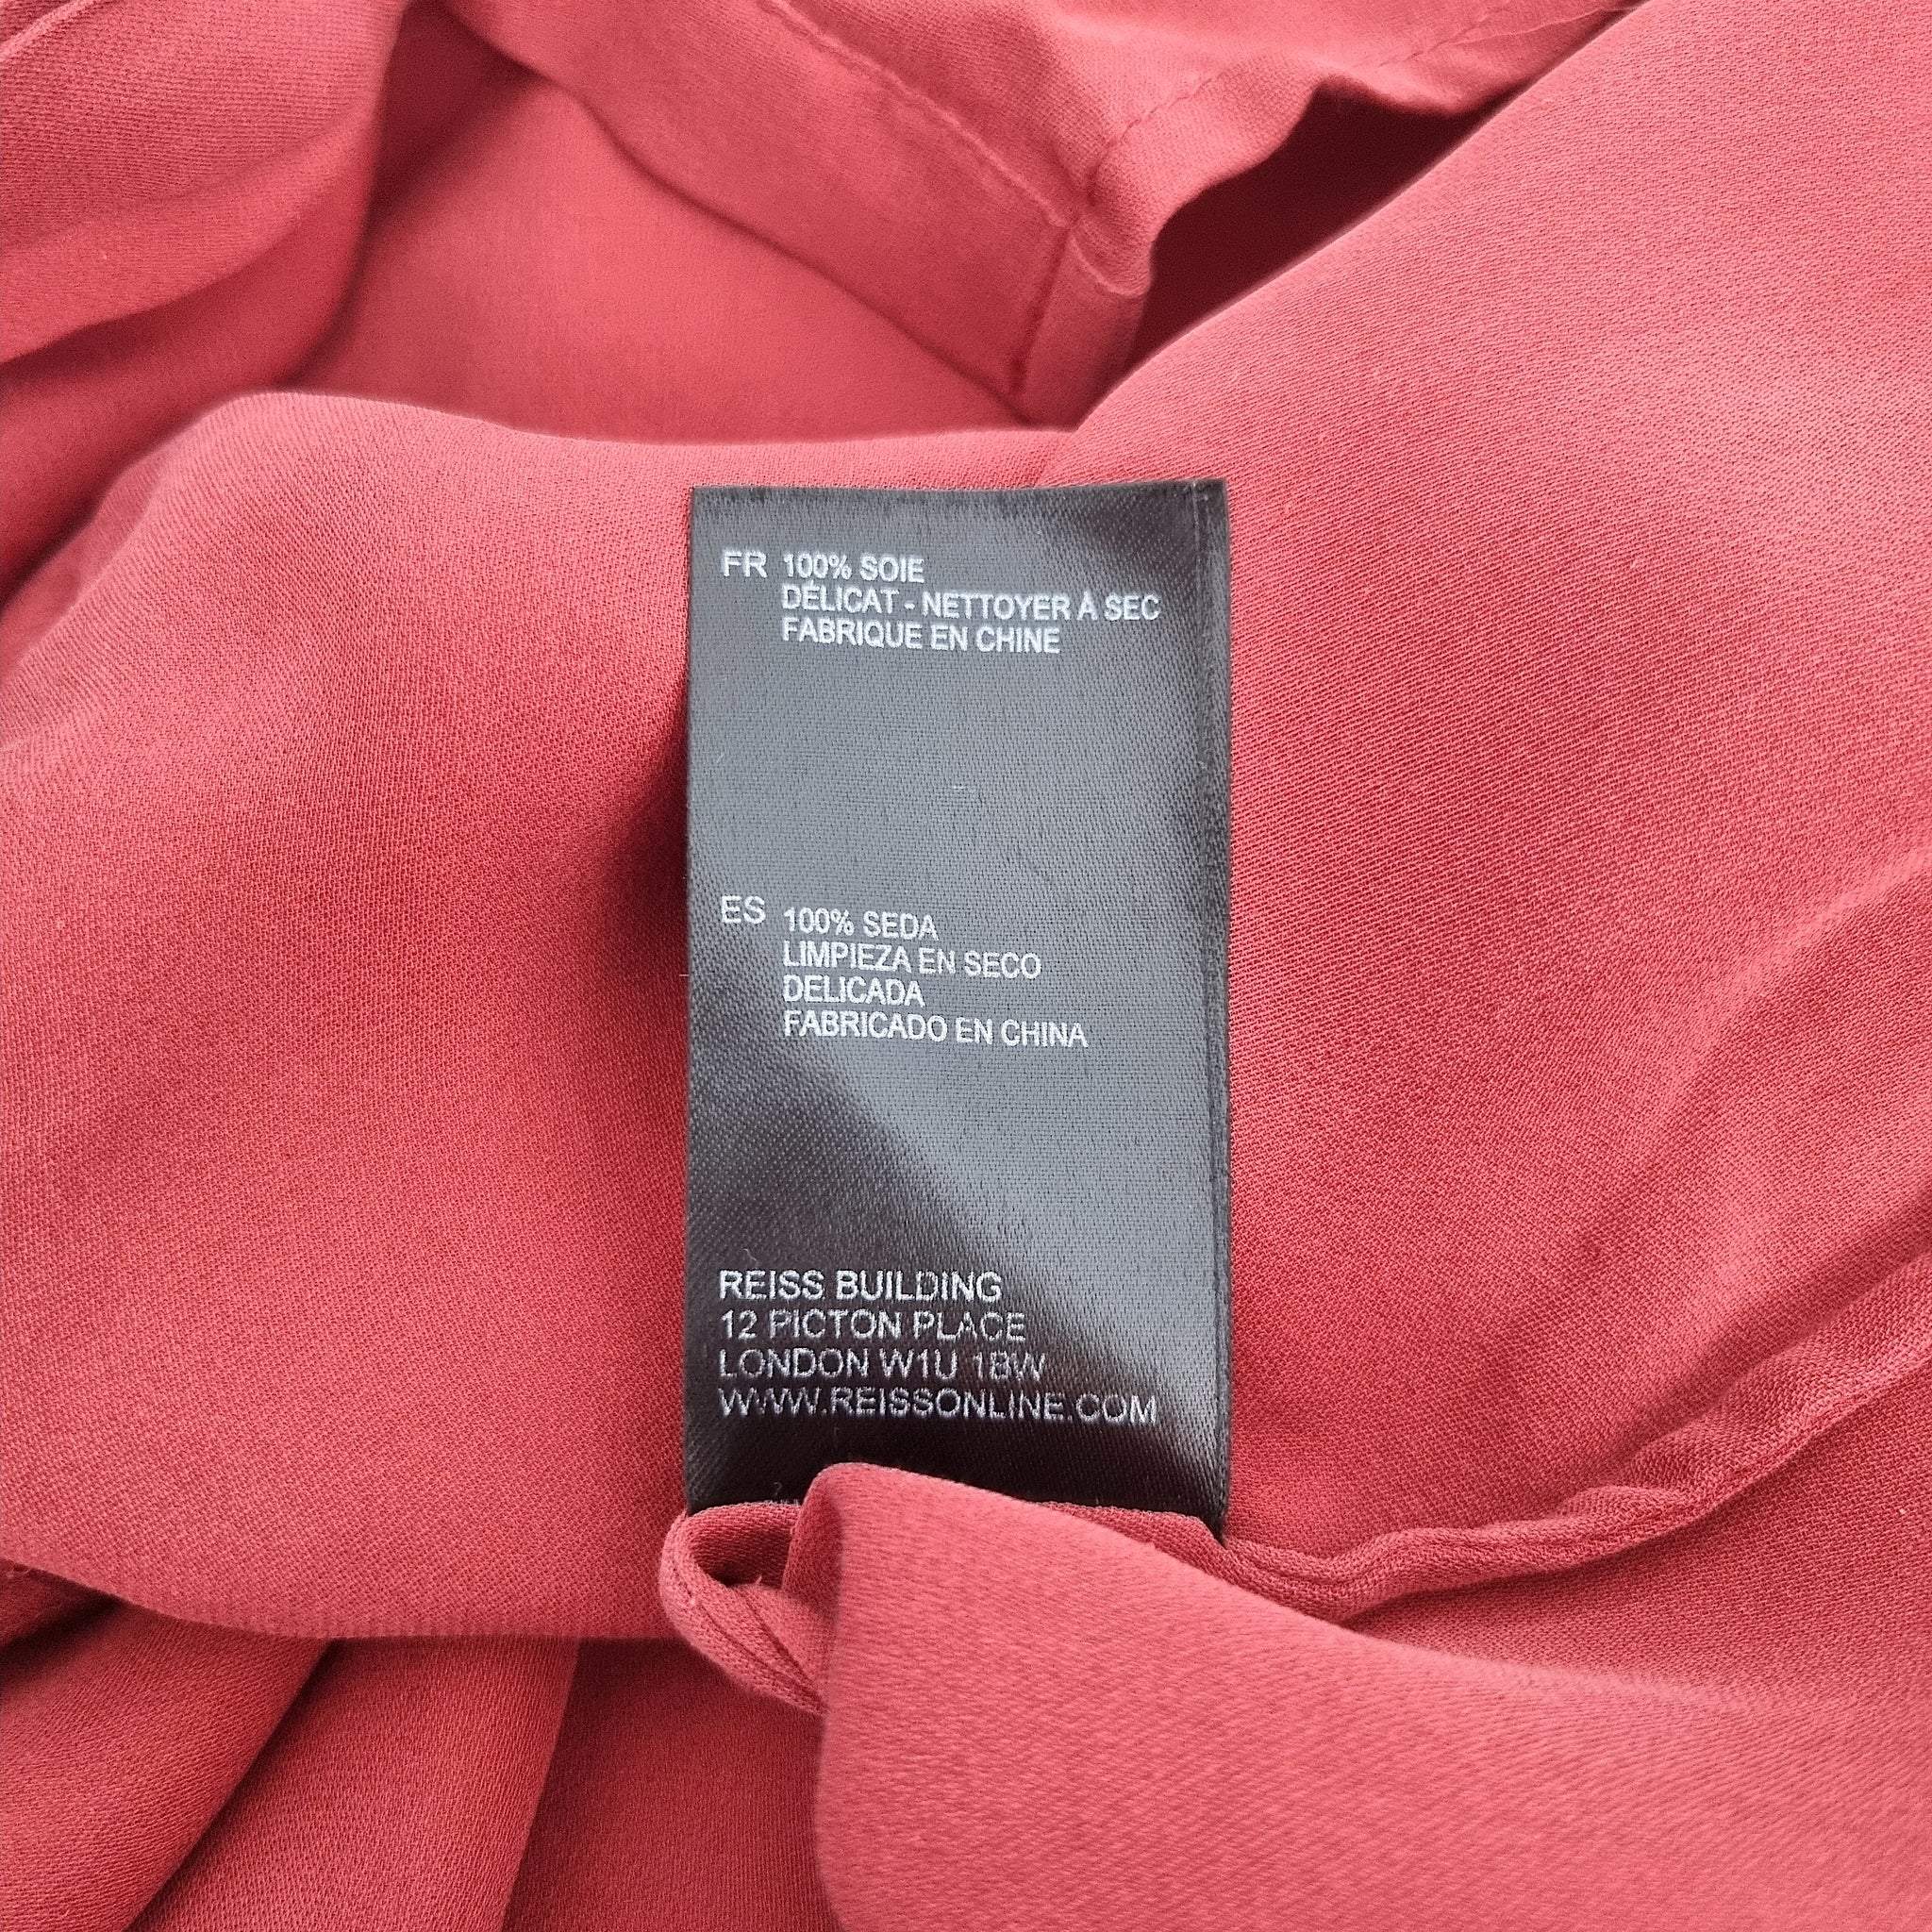 FR 100% SOIE
DÉLICAT - NETTOYER À SEC
FABRIQUE EN CHINE
ES 100% SEDA
LIMPIEZA EN SECO
DELICADA
FABRICADO EN CHINA
REISS BUILDING
12 PICTON PLACE
LONDON W1U 1BW
WWW.REISSONLINE.COM